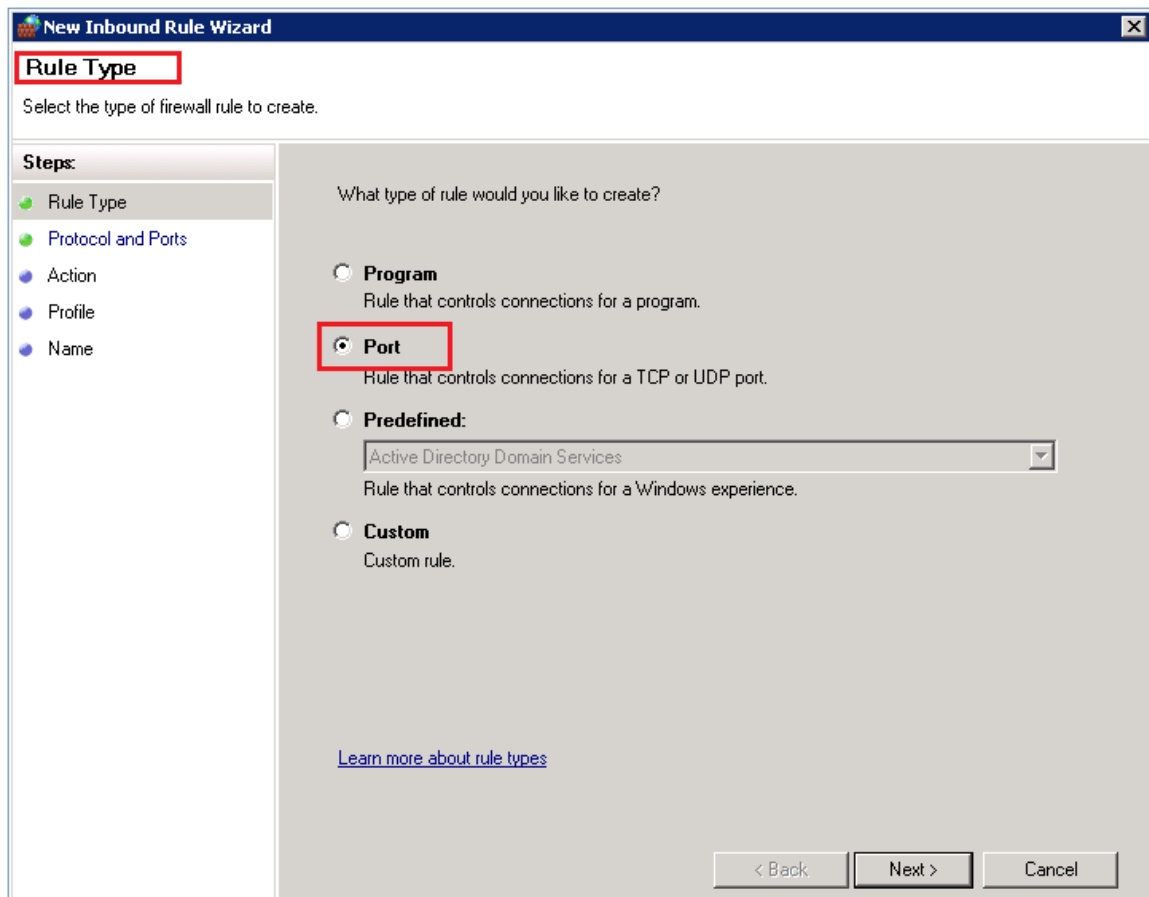 New Inbound Rule Wizard
Rule Type
Select the type of firewall rule to create.
Steps:
Rule Type
Protocol and Ports
Action
Profile
Name
What type of rule would you like to create?
Program
Rule that controls connections for a program.
Port
Rule that controls connections for a TCP or UDP port.
Predefined:
Active Directory Domain Services
Rule that controls connections for a Windows experience.
Custom
Custom rule.
Learn more about rule types
< Back
Next >
Cancel